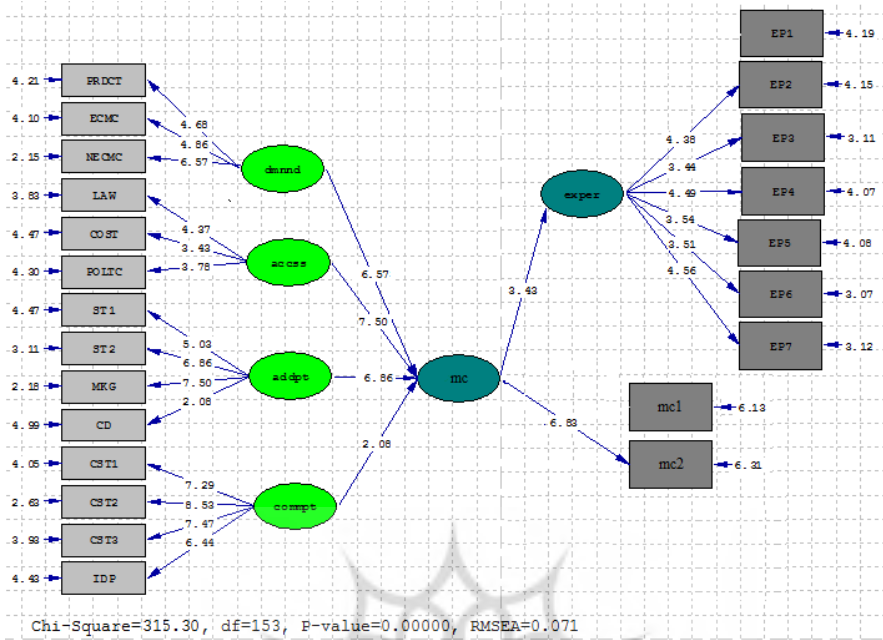 EP1 4.19
4.21 PRDCT
EP2 4.15
4.10 ECMC
4.68
4.38
EP3 3.11
4.86
2.15 NECMC 6.57
dmnnd
3.44
3.83 LAW
exper
4.49 EP4 4.07
4.37
3.54
4.47 COST
3.43
3.51
EP5 4.08
4.30 POLTC 3.78
accss
6.57
4.56
3.43
EP6 3.07
4.47 ST1
7.50
5.03
EP7 3.12
3.11 ST2
6.86
addpt
6.86
mc
2.18 MKG
7.50
2.08
mc1 6.13
4.99 CD
6.83
2.08
4.05 CST1
mc2 6.31
7.29
2.63 CST2
8.53
commpt
3.93 CST3
7.47
6.44
4.43 IDP
Chi-Square=315.30, df=153, P-value=0.00000, RMSEA=0.071